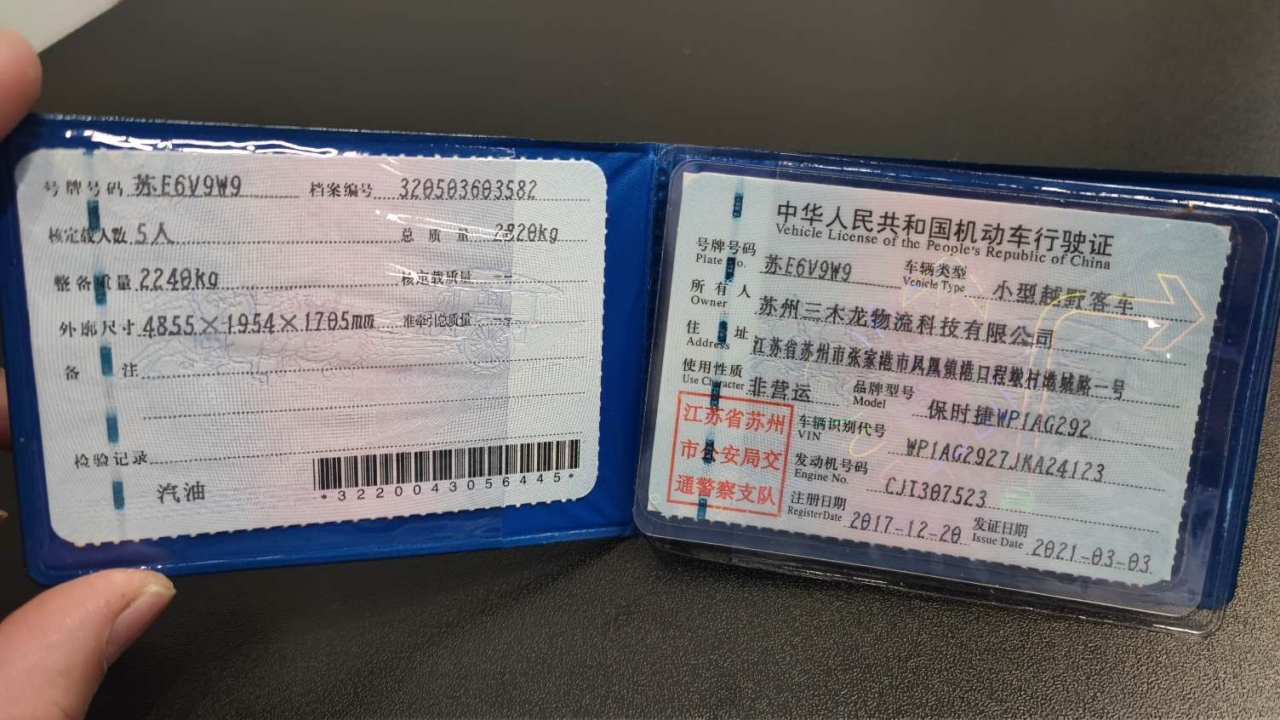 号牌号码 苏E6V9W9 档案编号 320503603582
核定载人数 5人 总质量 2820kg
整备质量 2240kg 核定载质量 --
外廓尺寸 4855×1954×1705mm 准牵引总质量 --
备注
检验记录
汽油
*3220043056445*
中华人民共和国机动车行驶证
Vehicle License of the People's Republic of China
号牌号码 苏E6V9W9 车辆类型 小型越野客车
Plate No. Vehicle Type
所有人 苏州三木龙物流科技有限公司
Owner
住址 江苏省苏州市张家港市凤凰镇港口程墩村港城路一号
Address
使用性质 非营运 品牌型号 保时捷WP1AG292
Use Character Model
江苏省苏州
市公安局交
通警察支队
车辆识别代号 WP1AG2927JKA24123
VIN
发动机号码 CJT307523
Engine No.
注册日期 2017-12-20 发证日期 2021-03-03
Register Date Issue Date